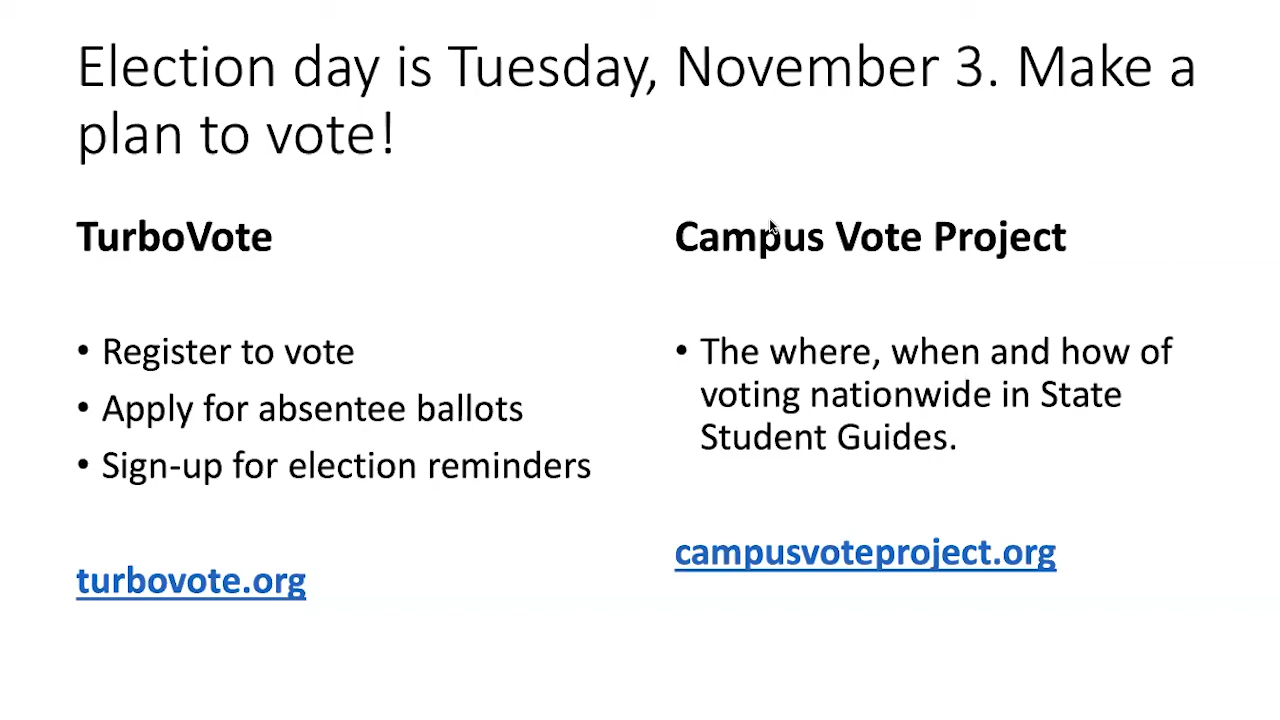 Election day is Tuesday, November 3. Make a
plan to vote!
TurboVote
• Register to vote
• Apply for absentee ballots
• Sign-up for election reminders
turbovote.org
Campus Vote Project
• The where, when and how of
voting nationwide in State
Student Guides.
campusvoteproject.org